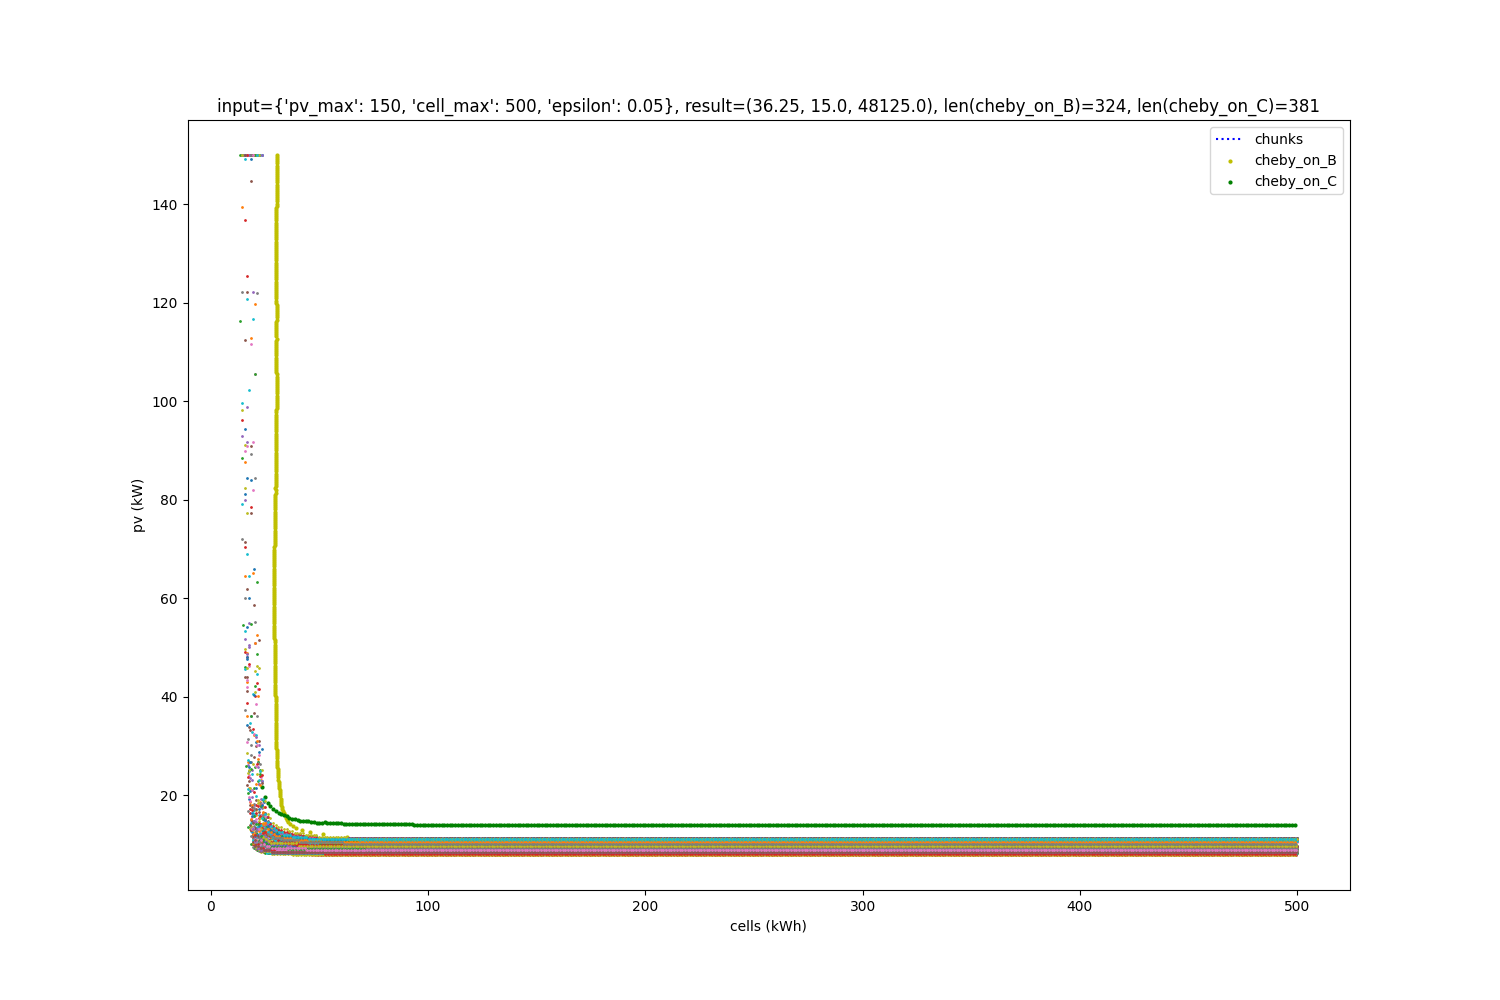 input={'pv_max': 150, 'cell_max': 500, 'epsilon': 0.05}, result=(36.25, 15.0, 48125.0), len(cheby_on_B)=324, len(cheby_on_C)=381
chunks
cheby_on_B
cheby_on_C
140
120
100
80
60
40
20
pv (kW)
0 100 200 300 400 500
cells (kWh)